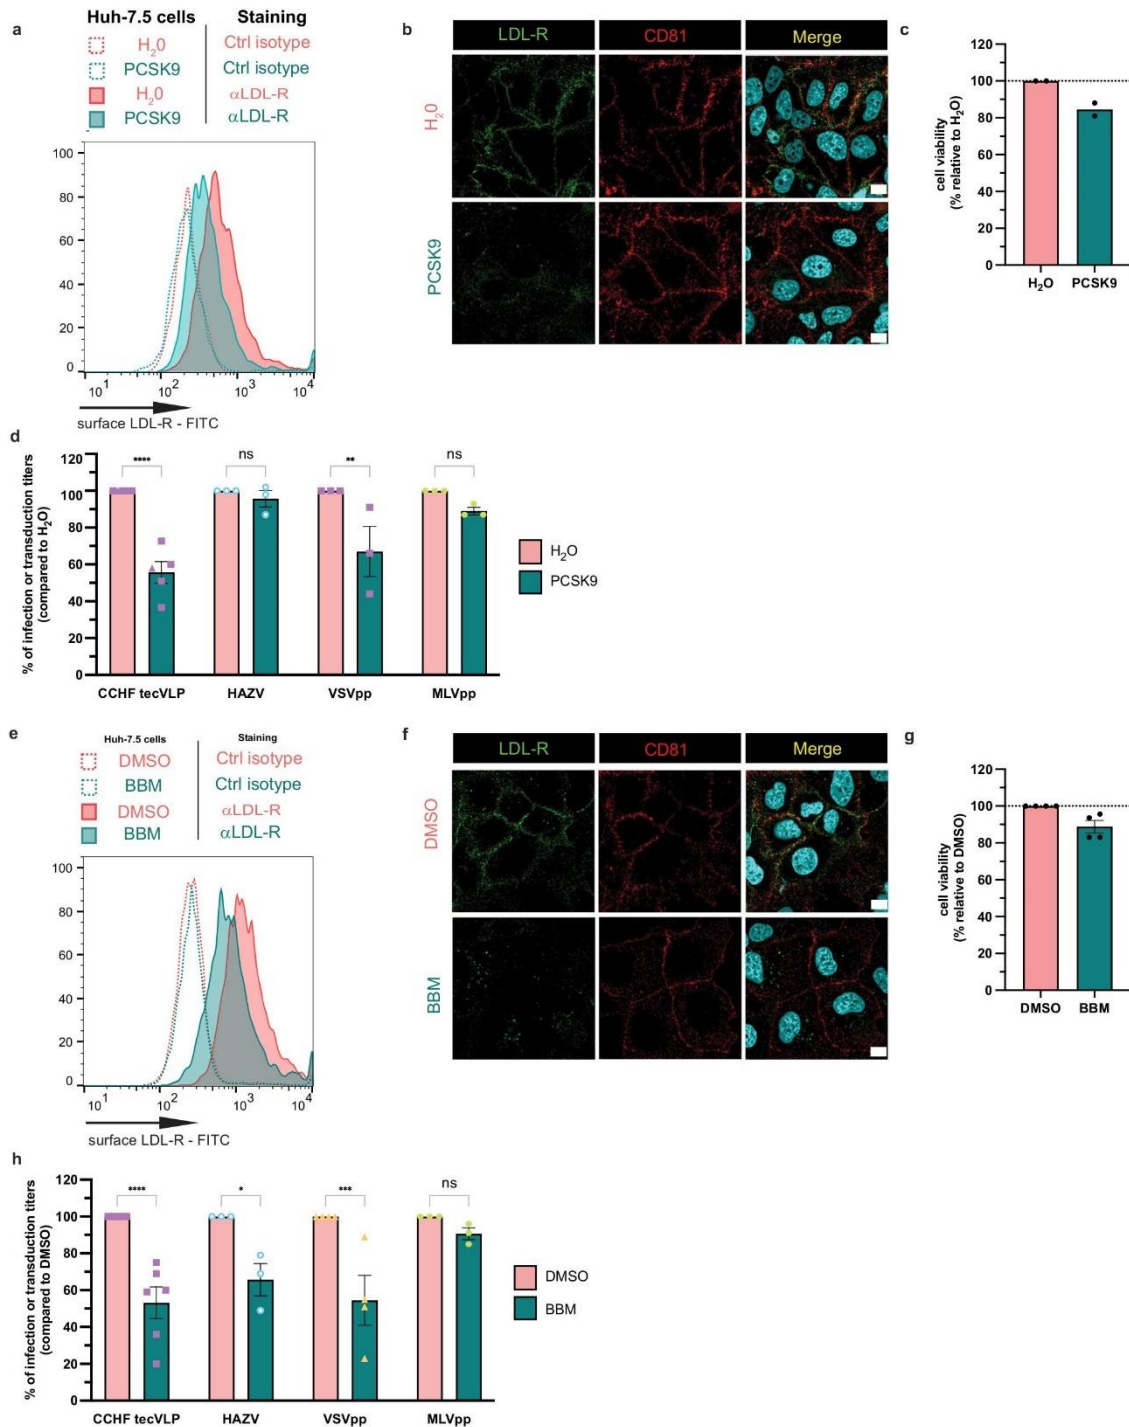 a
Huh-7.5 cells Staining
H20 Ctrl isotype
PCSK9 Ctrl isotype
H20 αLDL-R
PCSK9 αLDL-R
100
80
60
40
20
0
10^1 10^2 10^3 10^4
surface LDL-R - FITC
b
LDL-R CD81 Merge
H20
PCSK9
c
cell viability
(% relative to H2O)
120
100
80
60
40
20
0
H2O PCSK9
d
% of infection or transduction titers
(compared to H2O)
120
100
80
60
40
20
0
**** ns ** ns
CCHF tecVLP HAZV VSVpp MLVpp
H2O
PCSK9
e
Huh-7.5 cells Staining
DMSO Ctrl isotype
BBM Ctrl isotype
DMSO αLDL-R
BBM αLDL-R
100
80
60
40
20
0
10^1 10^2 10^3 10^4
surface LDL-R - FITC
f
LDL-R CD81 Merge
DMSO
BBM
g
cell viability
(% relative to DMSO)
120
100
80
60
40
20
0
DMSO BBM
h
% of infection or transduction titers
(compared to DMSO)
120
100
80
60
40
20
0
**** * *** ns
CCHF tecVLP HAZV VSVpp MLVpp
DMSO
BBM